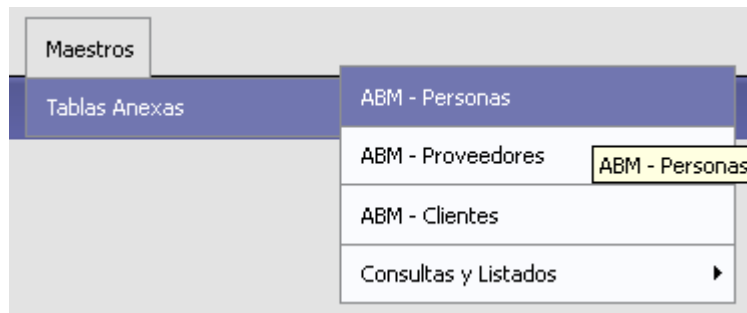 Maestros
Tablas Anexas
ABM - Personas
ABM - Proveedores
ABM - Personas
ABM - Clientes
Consultas y Listados